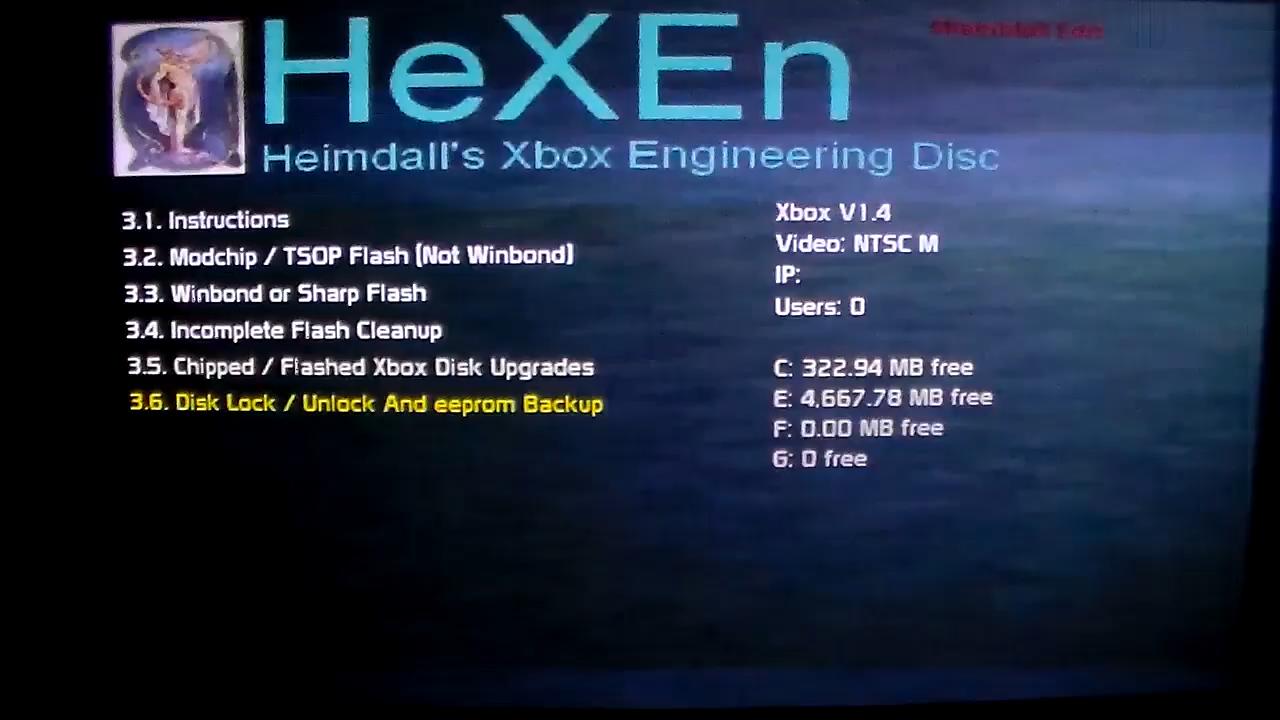 HeXEn
Heimdall's Xbox Engineering Disc
3.1. Instructions
3.2. Modchip / TSOP Flash (Not Winbond)
3.3. Winbond or Sharp Flash
3.4. Incomplete Flash Cleanup
3.5. Chipped / Flashed Xbox Disk Upgrades
3.6. Disk Lock / Unlock And eeprom Backup
Xbox V1.4
Video: NTSC M
IP:
Users: 0
C: 322.94 MB free
E: 4,667.78 MB free
F: 0.00 MB free
G: 0 free